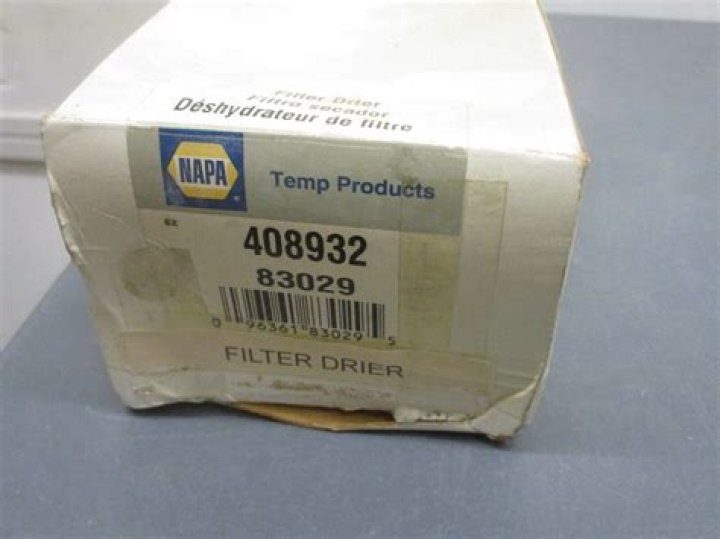 Filter Drier
Filtro secador
Déshydrateur de filtre
NAPA
Temp Products
408932
83029
0 96361 83029 5
FILTER DRIER